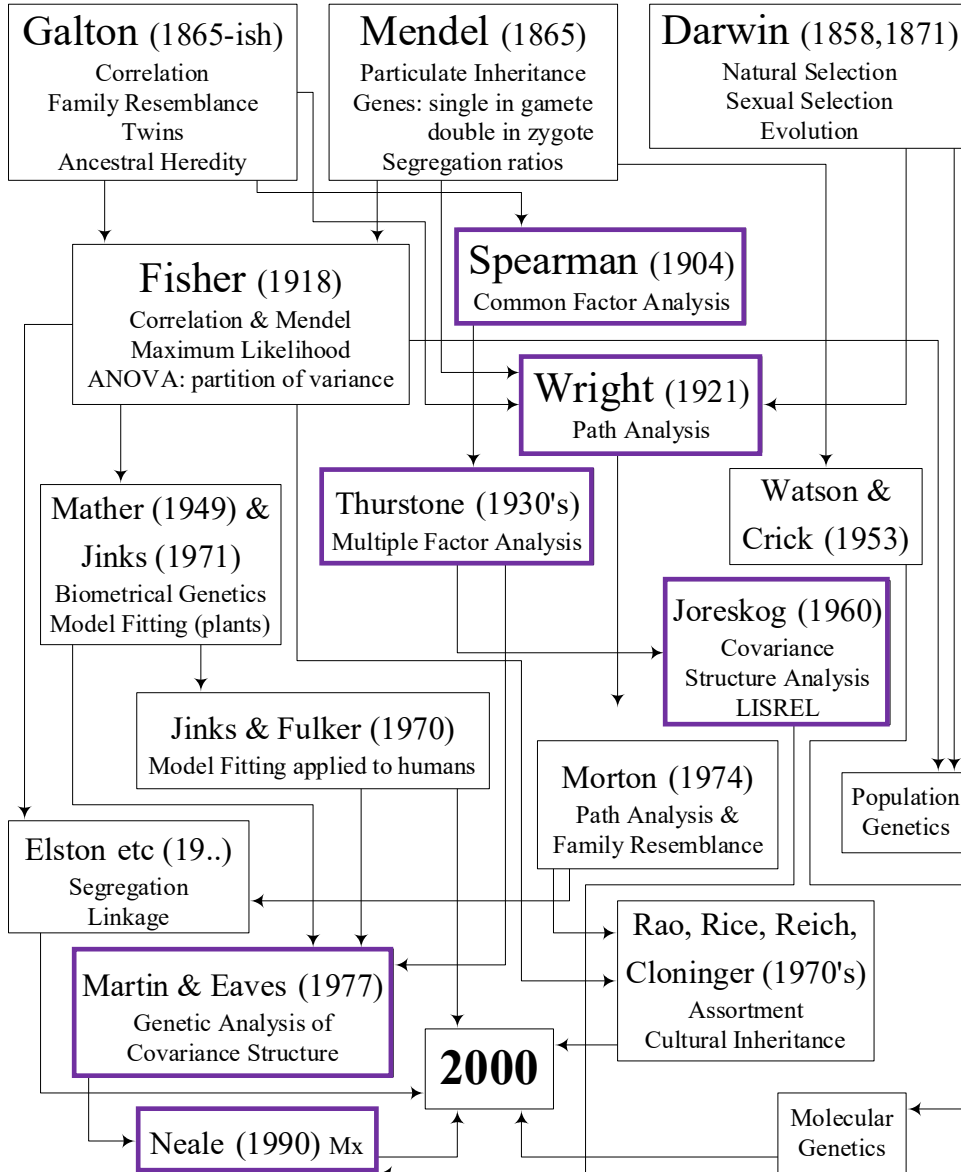 Galton (1865-ish)
Correlation
Family Resemblance
Twins
Ancestral Heredity
Mendel (1865)
Particulate Inheritance
Genes: single in gamete
double in zygote
Segregation ratios
Darwin (1858,1871)
Natural Selection
Sexual Selection
Evolution
Spearman (1904)
Common Factor Analysis
Fisher (1918)
Correlation & Mendel
Maximum Likelihood
ANOVA: partition of variance
Wright (1921)
Path Analysis
Thurstone (1930's)
Multiple Factor Analysis
Watson &
Crick (1953)
Mather (1949) &
Jinks (1971)
Biometrical Genetics
Model Fitting (plants)
Joreskog (1960)
Covariance
Structure Analysis
LISREL
Jinks & Fulker (1970)
Model Fitting applied to humans
Morton (1974)
Path Analysis &
Family Resemblance
Population
Genetics
Elston etc (19..)
Segregation
Linkage
Rao, Rice, Reich,
Cloninger (1970's)
Assortment
Cultural Inheritance
Martin & Eaves (1977)
Genetic Analysis of
Covariance Structure
2000
Neale (1990) Mx
Molecular
Genetics